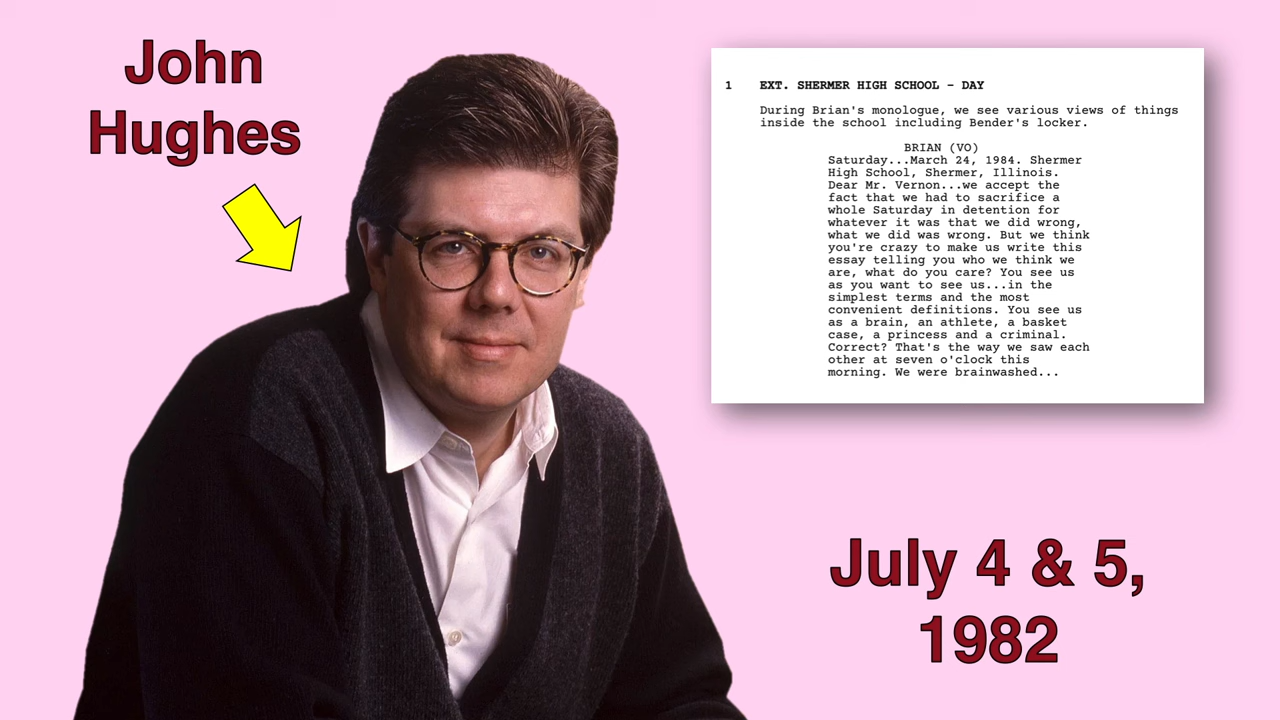 John
Hughes
1 EXT. SHERMER HIGH SCHOOL - DAY
During Brian's monologue, we see various views of things
inside the school including Bender's locker.
BRIAN (VO)
Saturday...March 24, 1984. Shermer
High School, Shermer, Illinois.
Dear Mr. Vernon...we accept the
fact that we had to sacrifice a
whole Saturday in detention for
whatever it was that we did wrong,
what we did was wrong. But we think
you're crazy to make us write this
essay telling you who we think we
are, what do you care? You see us
as you want to see us...in the
simplest terms and the most
convenient definitions. You see us
as a brain, an athlete, a basket
case, a princess and a criminal.
Correct? That's the way we saw each
other at seven o'clock this
morning. We were brainwashed...
July 4 & 5,
1982